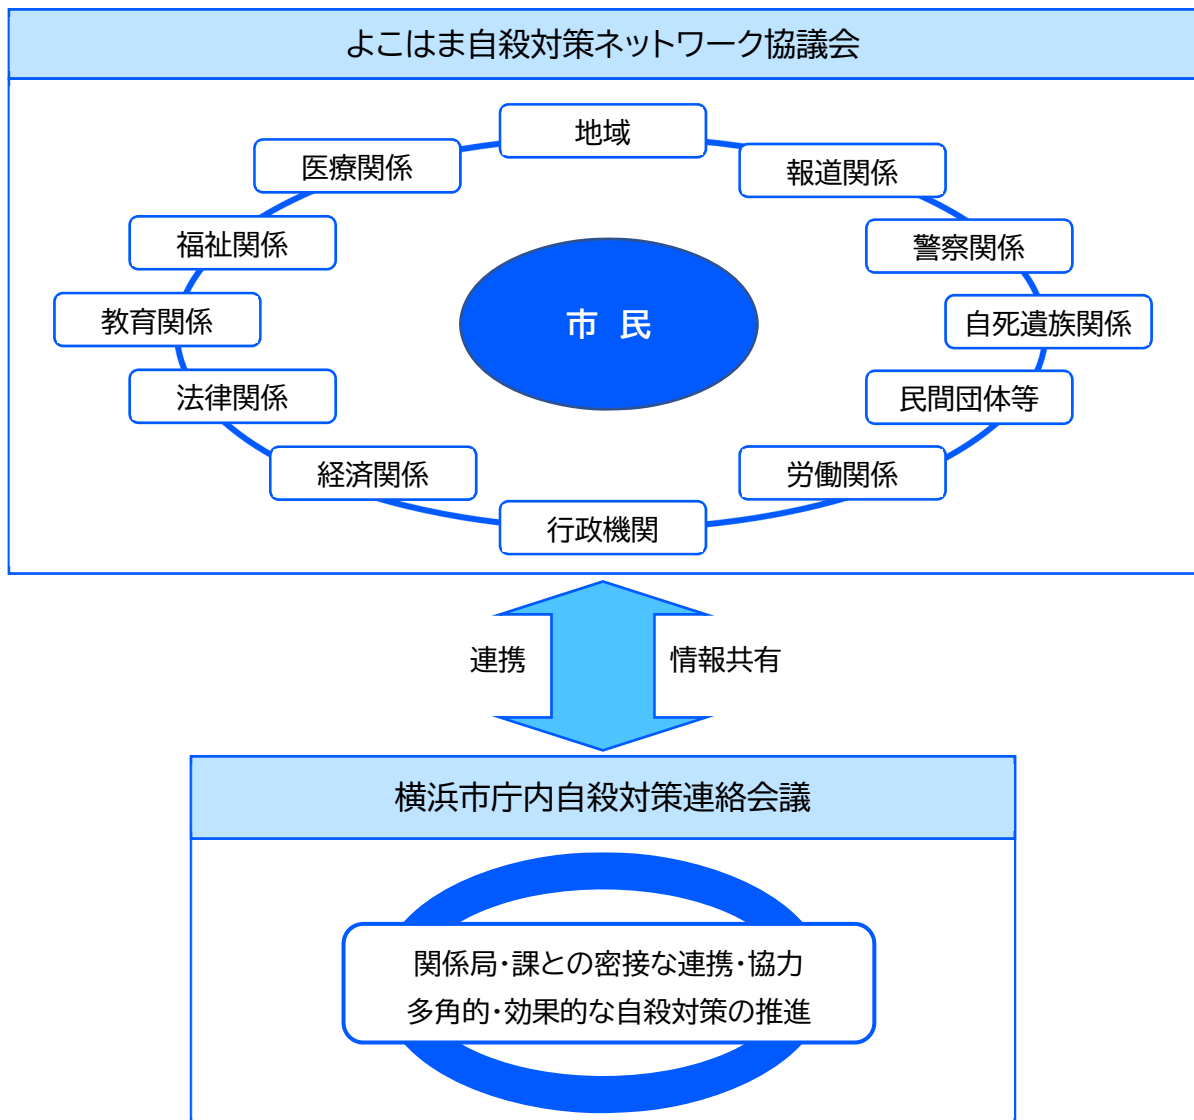 よこはま自殺対策ネットワーク協議会
地域
医療関係
報道関係
福祉関係
警察関係
教育関係
市 民
自死遺族関係
法律関係
民間団体等
経済関係
労働関係
行政機関
連携
情報共有
横浜市庁内自殺対策連絡会議
関係局・課との密接な連携・協力
多角的・効果的な自殺対策の推進